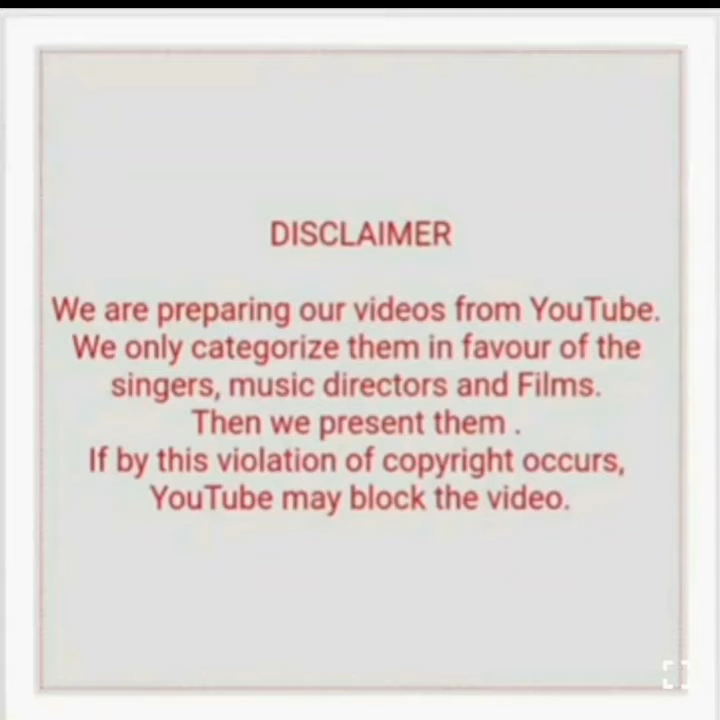 DISCLAIMER
We are preparing our videos from YouTube.
We only categorize them in favour of the
singers, music directors and Films.
Then we present them .
If by this violation of copyright occurs,
YouTube may block the video.